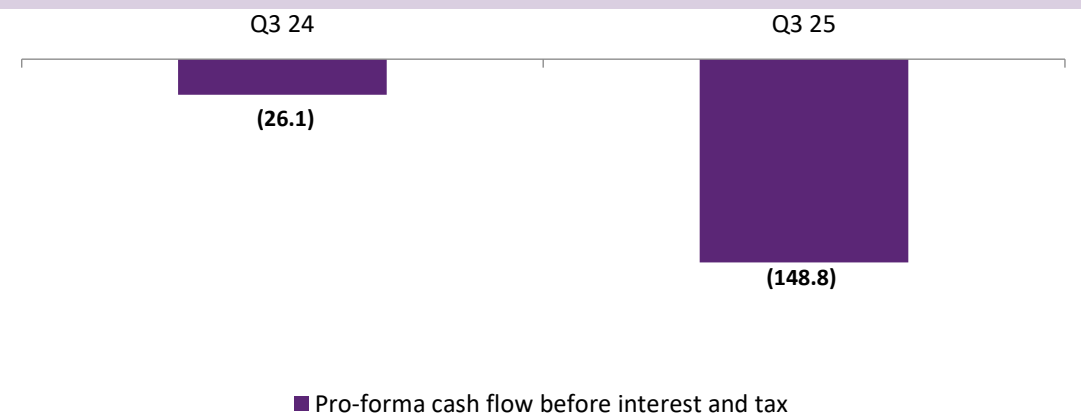 Q3 24 Q3 25
(26.1)
(148.8)
Pro-forma cash flow before interest and tax